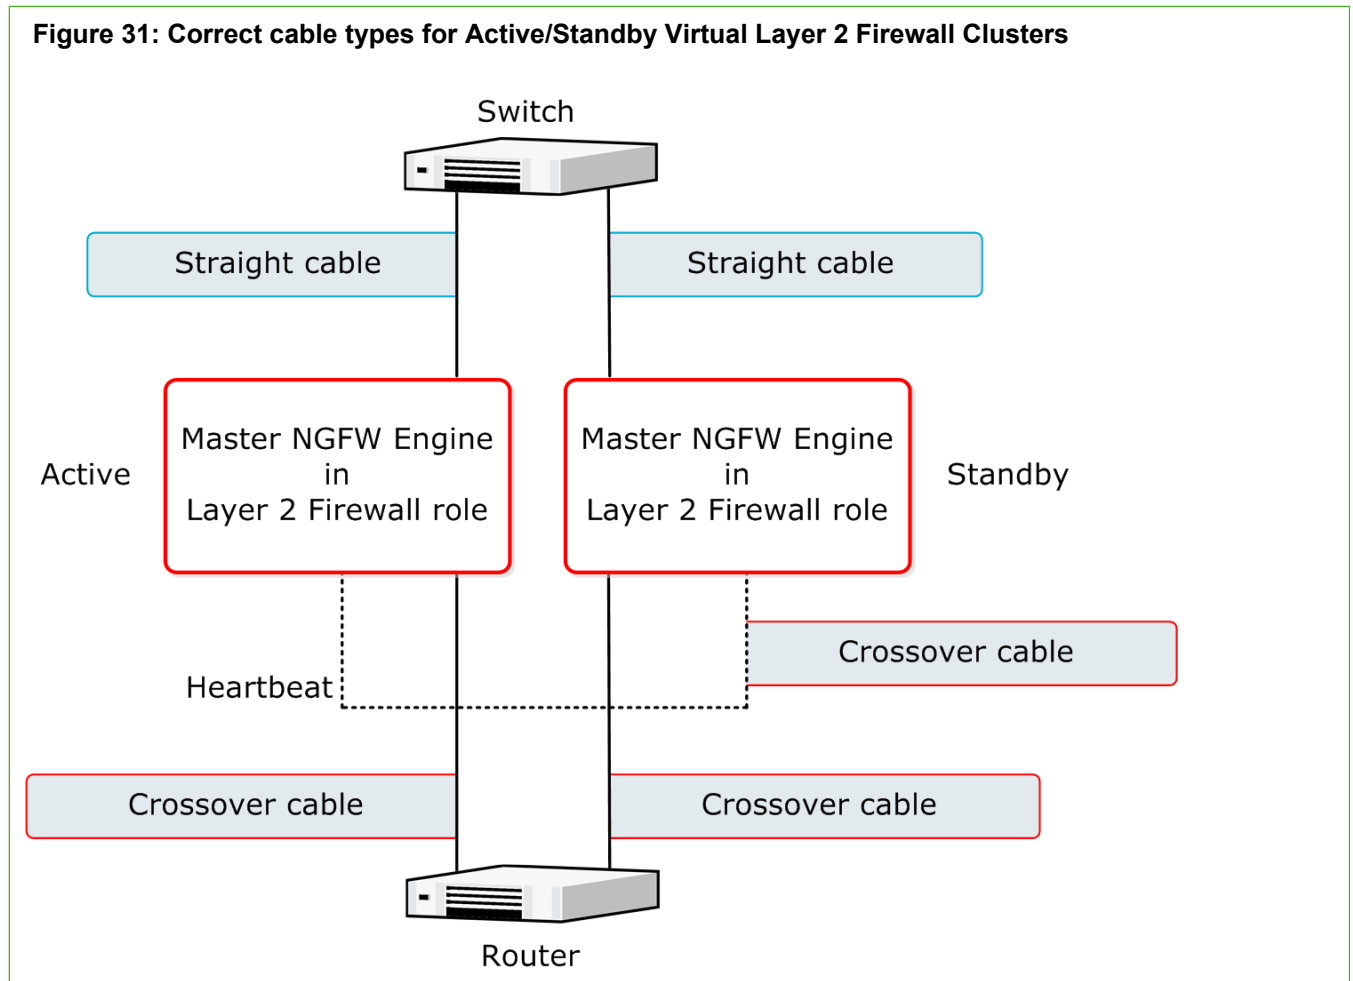 Figure 31: Correct cable types for Active/Standby Virtual Layer 2 Firewall Clusters
Switch
Straight cable
Straight cable
Master NGFW Engine
in
Layer 2 Firewall role
Master NGFW Engine
in
Layer 2 Firewall role
Active
Standby
Crossover cable
Heartbeat
Crossover cable
Crossover cable
Router